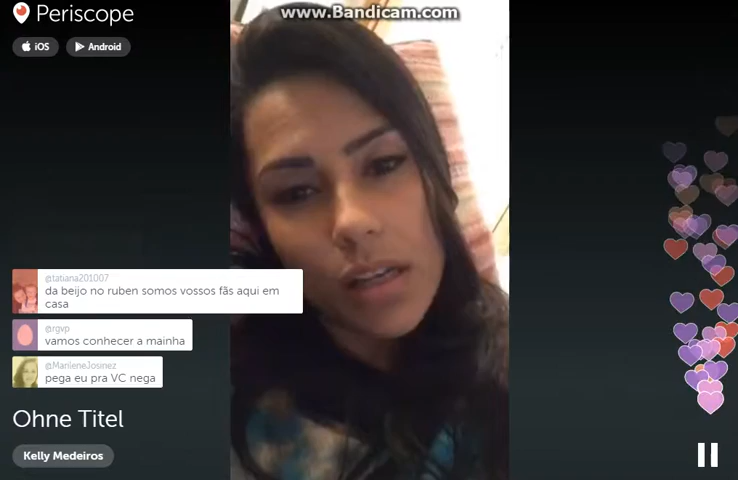 www.Bandicam.com
Periscope
iOS
Android
@tatiana201007
da beijo no ruben somos vossos fãs aqui em
casa
@rgvp
vamos conhecer a mainha
@MarileneJosinez
pega eu pra VC nega
Ohne Titel
Kelly Medeiros